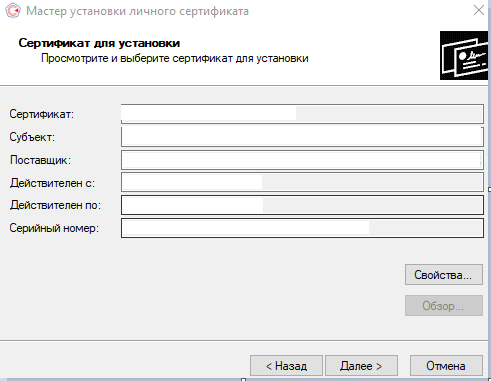 Мастер установки личного сертификата
Сертификат для установки
Просмотрите и выберите сертификат для установки
Сертификат:
Субъект:
Поставщик:
Действителен с:
Действителен по:
Серийный номер:
Свойства...
Обзор...
< Назад
Далее >
Отмена